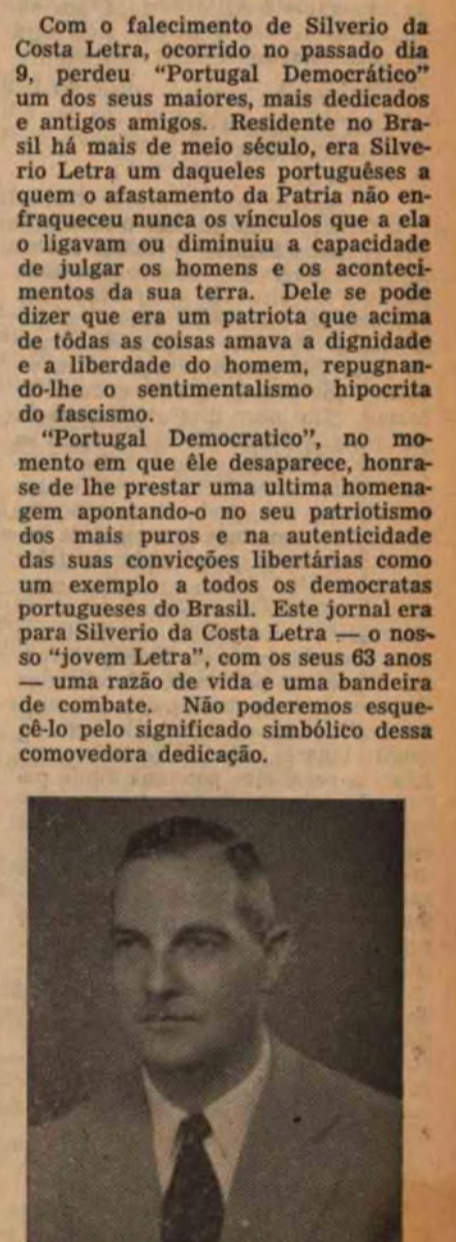 Com o falecimento de Silverio da
Costa Letra, ocorrido no passado dia
9, perdeu "Portugal Democrático"
um dos seus maiores, mais dedicados
e antigos amigos. Residente no Bra-
sil há mais de meio século, era Silve-
rio Letra um daqueles portuguêses a
quem o afastamento da Patria não en-
fraqueceu nunca os vínculos que a ela
o ligavam ou diminuiu a capacidade
de julgar os homens e os aconteci-
mentos da sua terra. Dele se pode
dizer que era um patriota que acima
de tôdas as coisas amava a dignidade
e a liberdade do homem, repugnan-
do-lhe o sentimentalismo hipocrita
do fascismo.
"Portugal Democratico", no mo-
mento em que êle desaparece, honra-
se de lhe prestar uma ultima homena-
gem apontando-o no seu patriotismo
dos mais puros e na autenticidade
das suas convicções libertárias como
um exemplo a todos os democratas
portugueses do Brasil. Este jornal era
para Silverio da Costa Letra — o nos-
so "jovem Letra", com os seus 63 anos
— uma razão de vida e uma bandeira
de combate. Não poderemos esque-
cê-lo pelo significado simbólico dessa
comovedora dedicação.